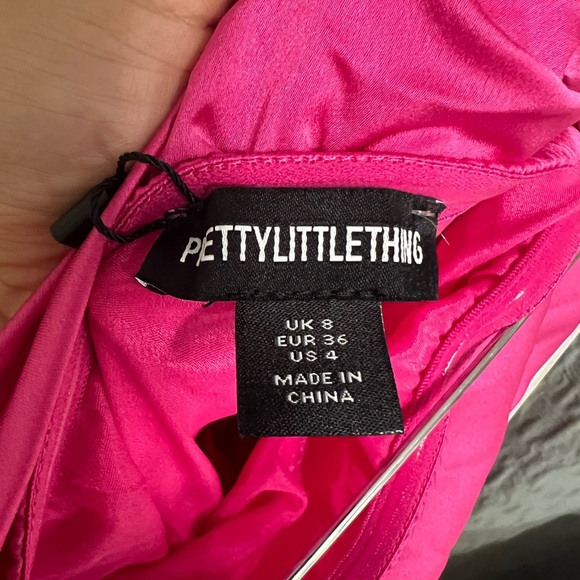 PRETTYLITTLETHING
UK 8
EUR 36
US 4
MADE IN
CHINA